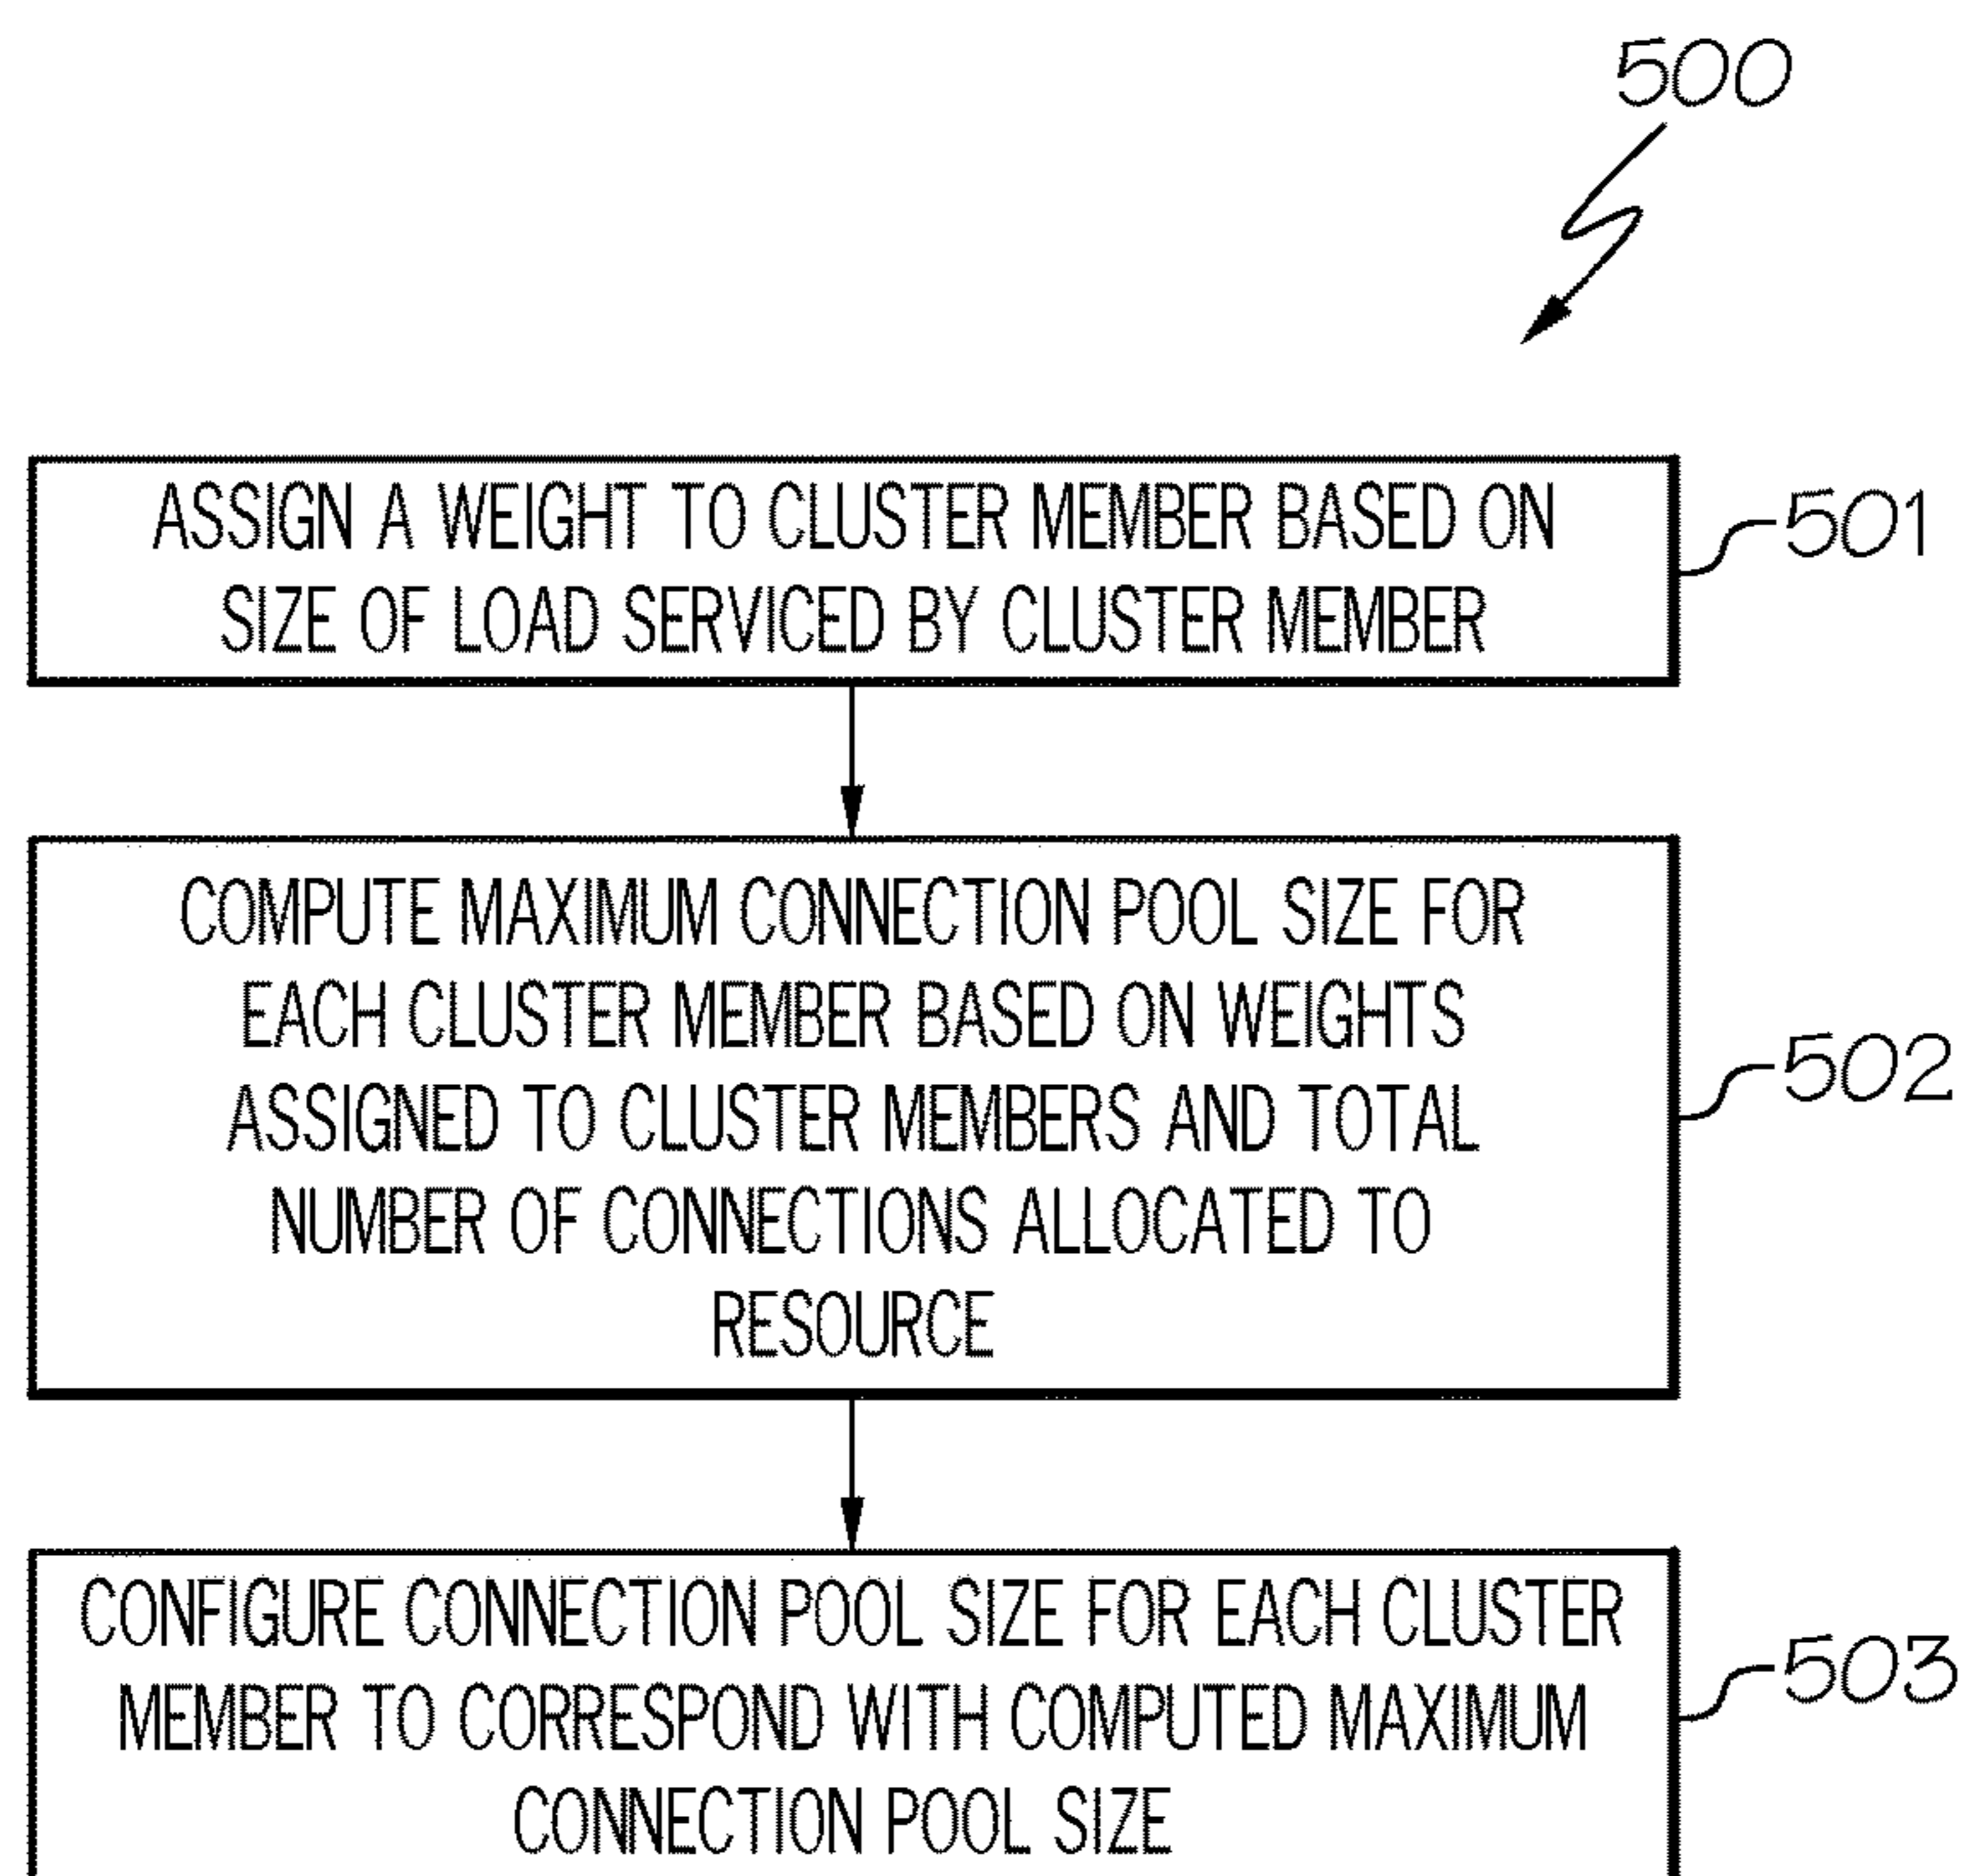 500
ASSIGN A WEIGHT TO CLUSTER MEMBER BASED ON
SIZE OF LOAD SERVICED BY CLUSTER MEMBER
501
COMPUTE MAXIMUM CONNECTION POOL SIZE FOR
EACH CLUSTER MEMBER BASED ON WEIGHTS
ASSIGNED TO CLUSTER MEMBERS AND TOTAL
NUMBER OF CONNECTIONS ALLOCATED TO
RESOURCE
502
CONFIGURE CONNECTION POOL SIZE FOR EACH CLUSTER
MEMBER TO CORRESPOND WITH COMPUTED MAXIMUM
CONNECTION POOL SIZE
503